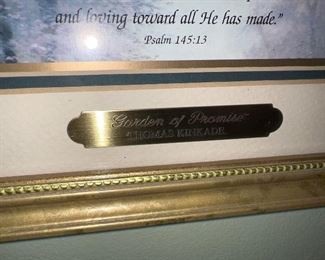 and loving toward all He has made."
Psalm 145:13
"Garden of Promise"
THOMAS KINKADE